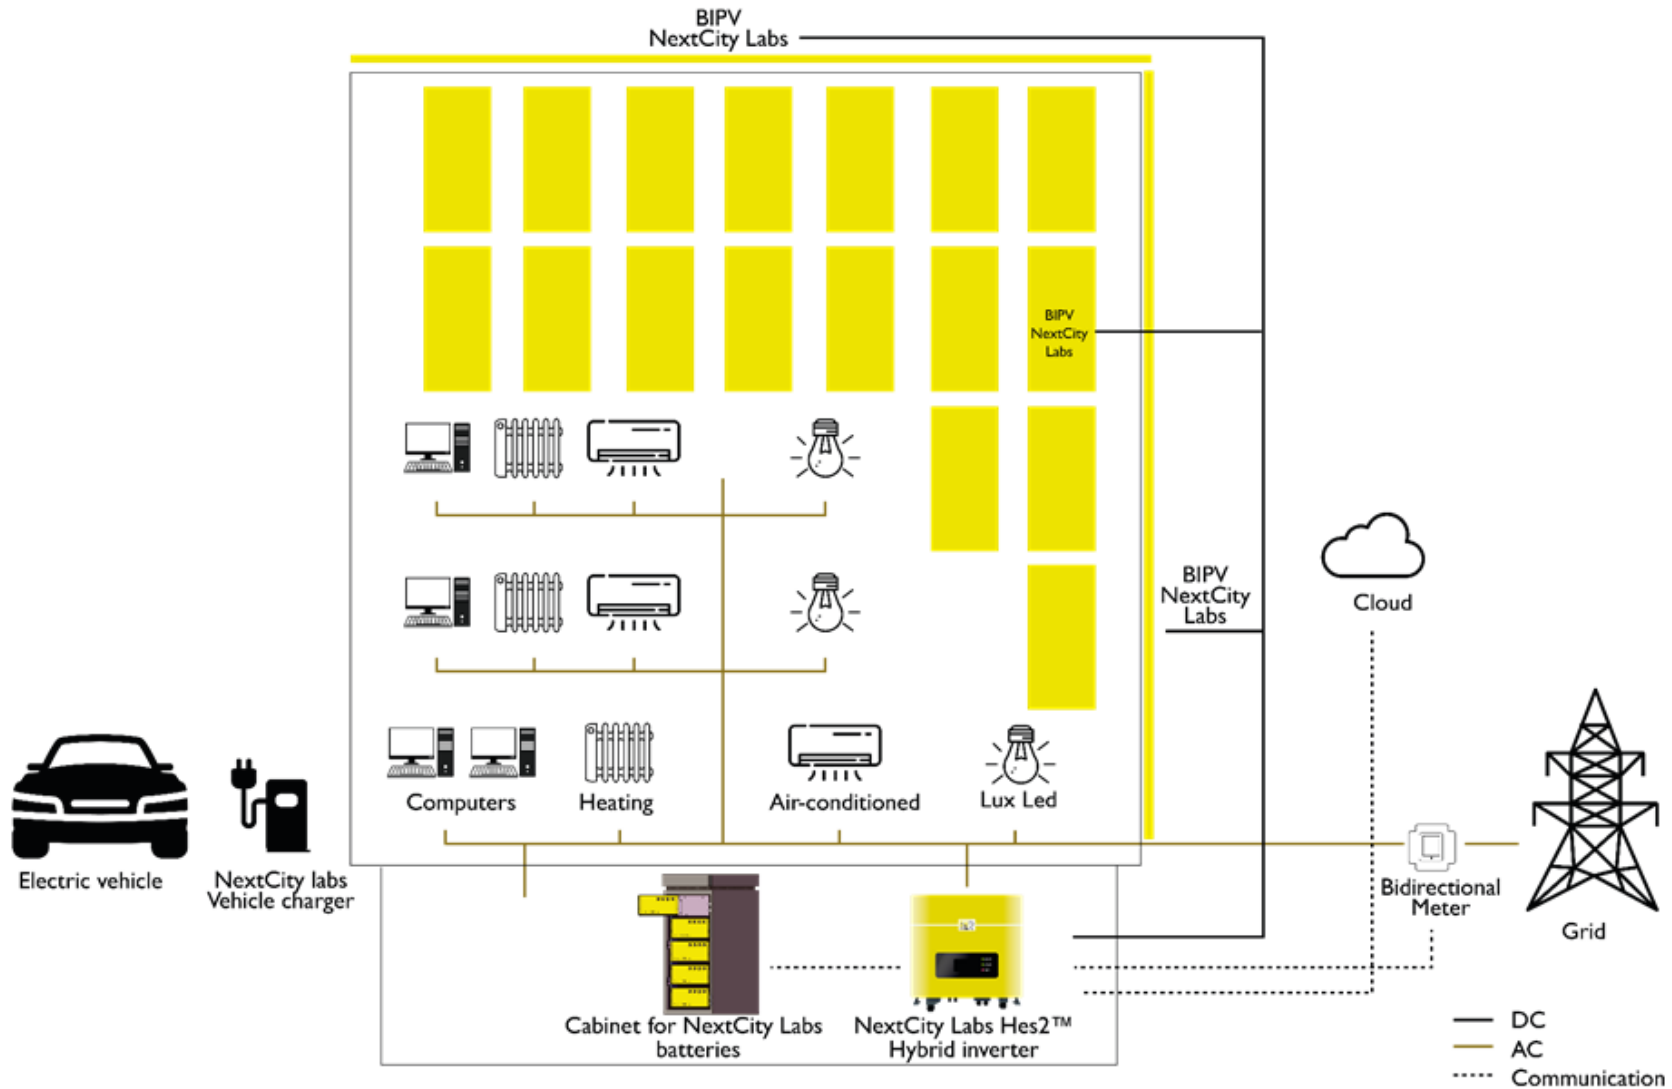 BIPV
NextCity Labs
BIPV
NextCity
Labs
BIPV
NextCity
Labs
Cloud
Computers
Heating
Air-conditioned
Lux Led
Electric vehicle
NextCity labs
Vehicle charger
Bidirectional
Meter
Grid
Cabinet for NextCity Labs
batteries
NextCity Labs Hes2™
Hybrid inverter
DC
AC
Communication